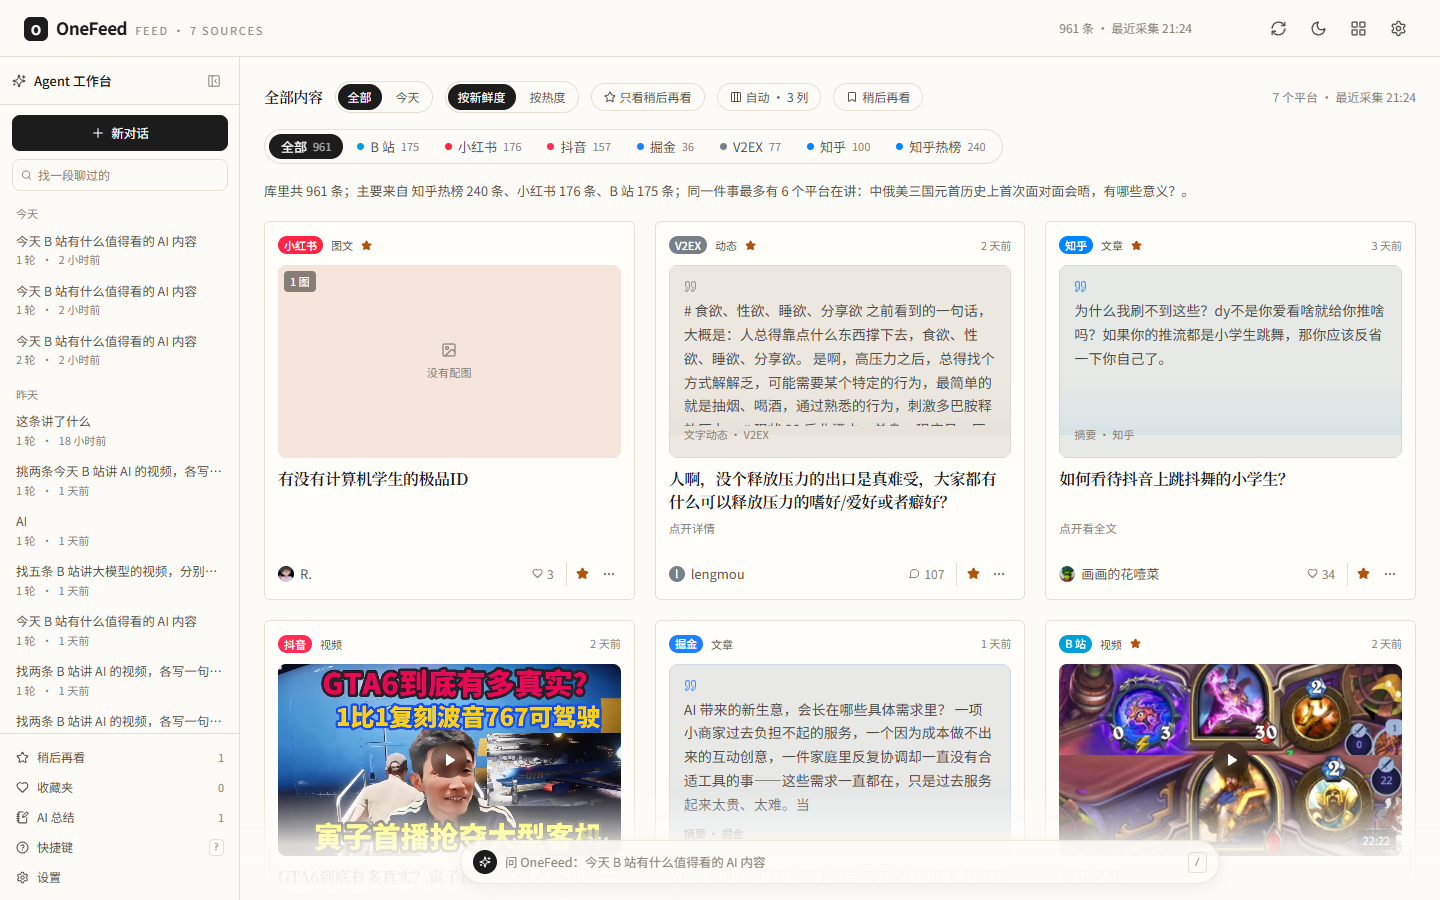 O OneFeed FEED • 7 SOURCES
961 条 • 最近采集 21:24
Agent 工作台
新对话
找一段聊过的
今天
今天 B 站有什么值得看的 AI 内容
1 轮 • 2 小时前
今天 B 站有什么值得看的 AI 内容
1 轮 • 2 小时前
今天 B 站有什么值得看的 AI 内容
2 轮 • 2 小时前
昨天
这条讲了什么
1 轮 • 18 小时前
挑两条今天 B 站讲 AI 的视频，各写一…
1 轮 • 1 天前
AI
1 轮 • 1 天前
找五条 B 站讲大模型的视频，分别…
1 轮 • 1 天前
今天 B 站有什么值得看的 AI 内容
1 轮 • 1 天前
找两条 B 站讲 AI 的视频，各写一句…
1 轮 • 1 天前
找两条 B 站讲 AI 的视频，各写一句…
稍后再看 1
收藏夹 0
AI 总结 1
快捷键 ?
设置
全部内容 全部 今天 按新鲜度 按热度 只看稍后再看 自动 • 3 列 稍后再看
7 个平台 • 最近采集 21:24
全部 961 B 站 175 小红书 176 抖音 157 掘金 36 V2EX 77 知乎 100 知乎热榜 240
库里共 961 条；主要来自 知乎热榜 240 条、小红书 176 条、B 站 175 条；同一件事最多有 6 个平台在讲：中俄美三国元首历史上首次面对面会晤，有哪些意义？。
小红书 图文
1 图
没有配图
有没有计算机学生的极品ID
R. 3
V2EX 动态 2 天前
# 食欲、性欲、睡欲、分享欲 之前看到的一句话，
大概是：人总得靠点什么东西撑下去，食欲、性
欲、睡欲、分享欲。 是啊，高压力之后，总得找个
方式解解乏，可能需要某个特定的行为，最简单的
就是抽烟、喝酒，通过熟悉的行为，刺激多巴胺释
文字动态 • V2EX
人啊，没个释放压力的出口是真难受，大家都有
什么可以释放压力的嗜好/爱好或者癖好？
点开详情
l lengmou 107
知乎 文章 3 天前
为什么我刷不到这些？dy不是你爱看啥就给你推啥
吗？如果你的推流都是小学生跳舞，那你应该反省
一下你自己了。
摘要 • 知乎
如何看待抖音上跳抖舞的小学生？
点开看全文
画画的花噎菜 34
抖音 视频 2 天前
GTA6到底有多真实？
1比1复刻波音767可驾驶
寅子首播抢夺大型客机
掘金 文章 1 天前
AI 带来的新生意，会长在哪些具体需求里？ 一项
小商家过去负担不起的服务，一个因为成本做不出
来的互动创意，一件家庭里反复协调却一直没有合
适工具的事——这些需求一直都在，只是过去服务
起来太贵、太难。当
摘要 • 掘金
B 站 视频 2 天前
0 3 30 2 0 1 22 2
22:22
问 OneFeed：今天 B 站有什么值得看的 AI 内容 /